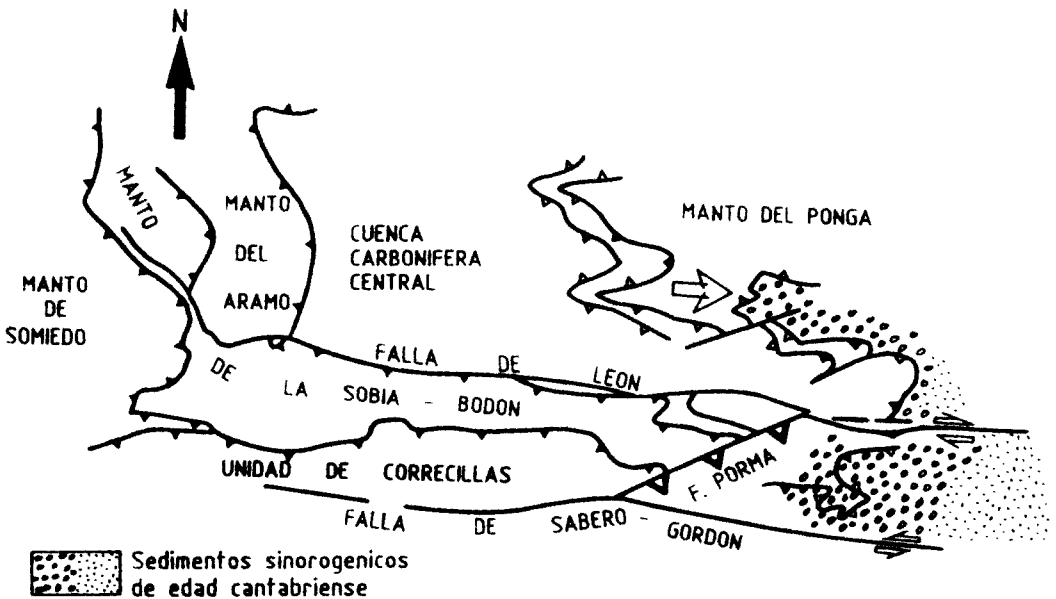 N
MANTO
MANTO
DEL
ARAMO
MANTO DEL PONGA
CUENCA
CARBONIFERA
CENTRAL
MANTO
DE
SOMIEDO
FALLA DE LEON
DE LA SOBIA - BODON
UNIDAD DE CORRECILLAS
F. PORMA
FALLA DE SABERO - GORDON
Sedimentos sinorogenicos
de edad cantabriense